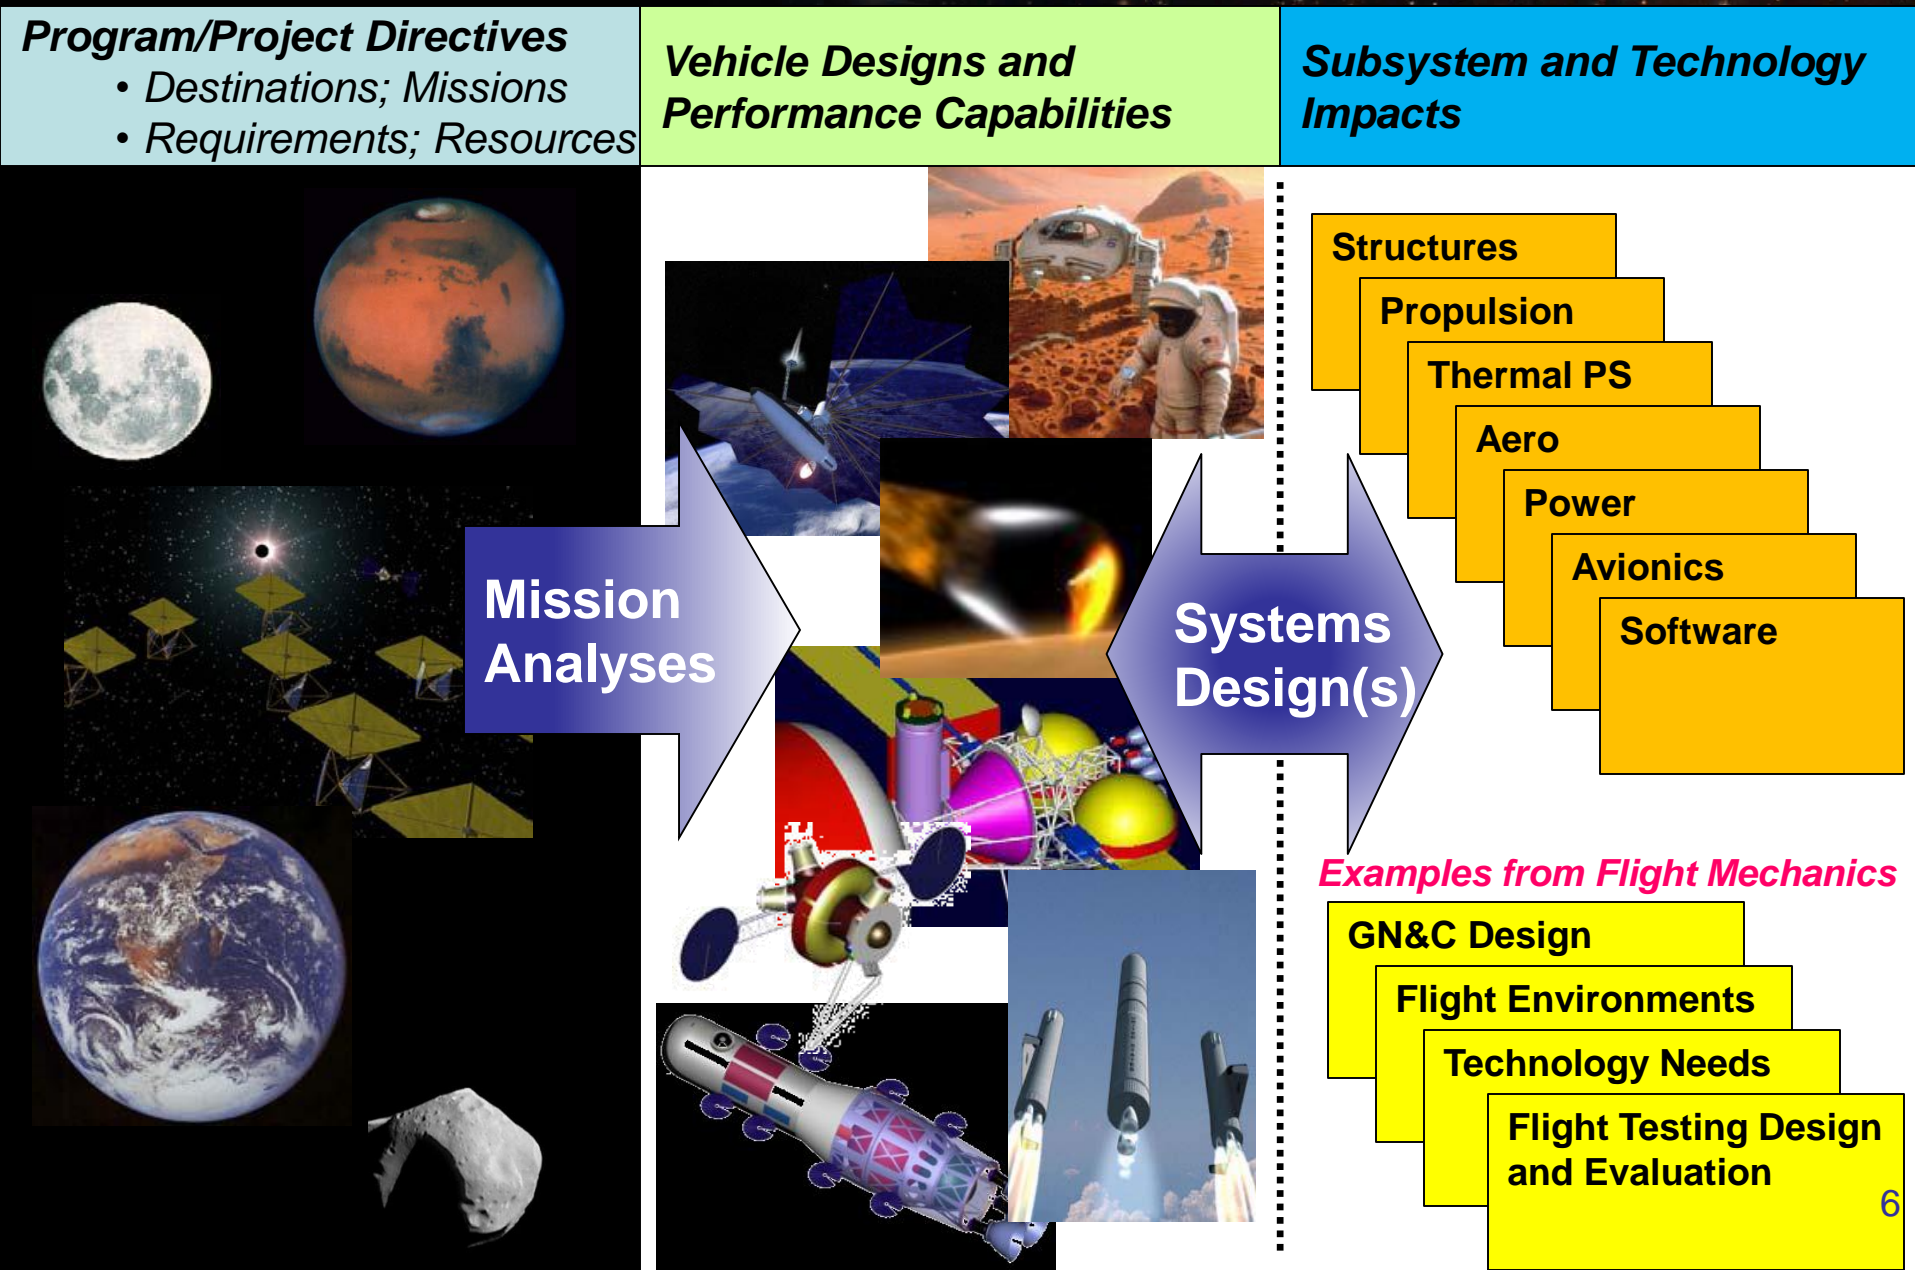 Program/Project Directives
• Destinations; Missions
• Requirements; Resources
Vehicle Designs and
Performance Capabilities
Subsystem and Technology
Impacts
Mission
Analyses
Systems
Design(s)
Structures
Propulsion
Thermal PS
Aero
Power
Avionics
Software
Examples from Flight Mechanics
GN&C Design
Flight Environments
Technology Needs
Flight Testing Design
and Evaluation
6